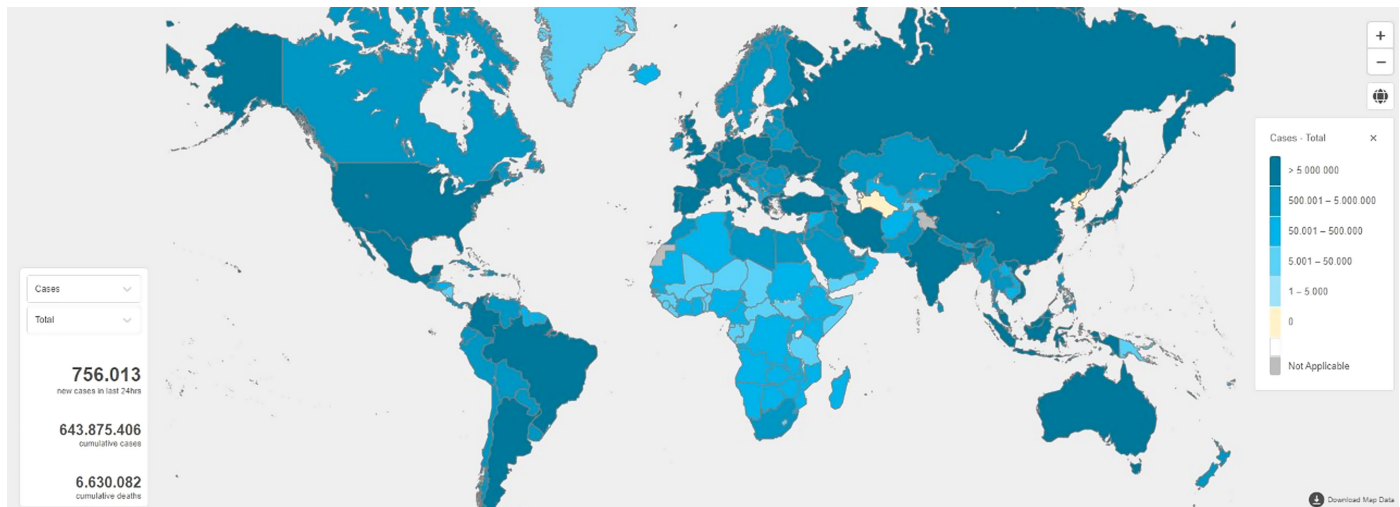 Cases
Total
756.013
new cases in last 24hrs
643.875.406
cumulative cases
6.630.082
cumulative deaths
+
−
Cases - Total ×
> 5 000 000
500.001 – 5 000.000
50.001 – 500.000
5.001 – 50.000
1 – 5 000
0
Not Applicable
Download Map Data